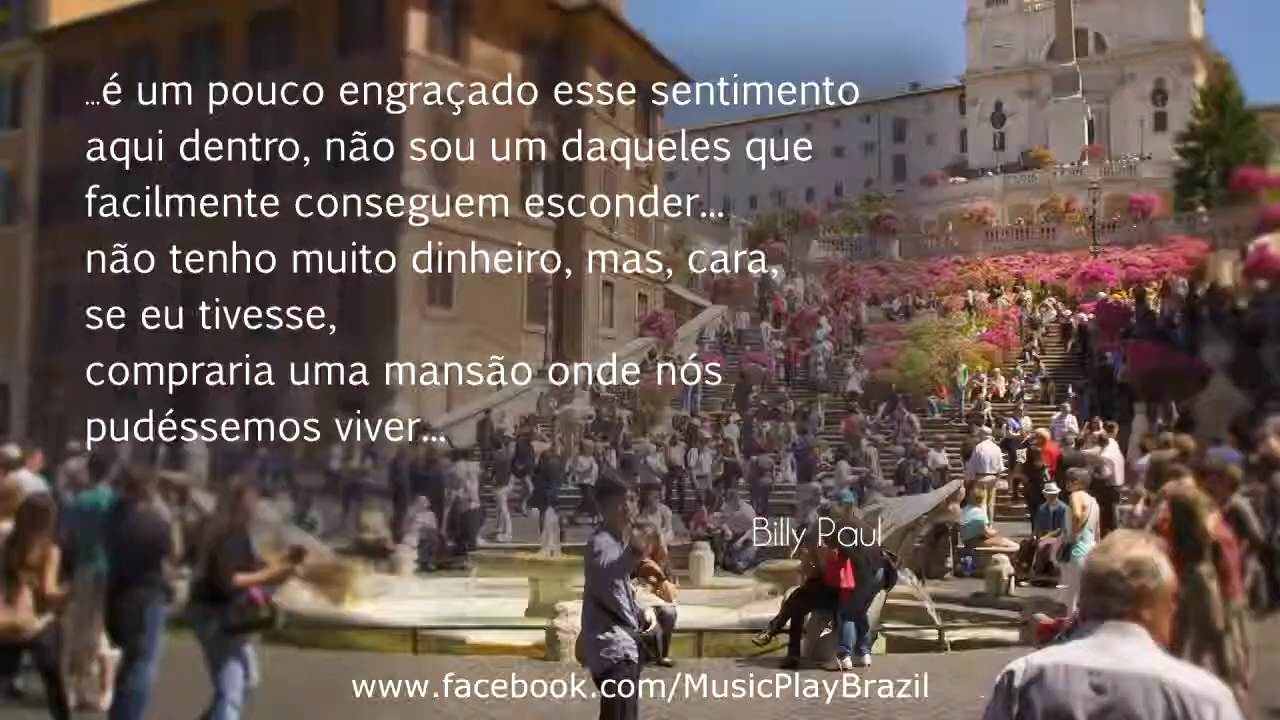 ...é um pouco engraçado esse sentimento
aqui dentro, não sou um daqueles que
facilmente conseguem esconder...
não tenho muito dinheiro, mas, cara,
se eu tivesse,
compraria uma mansão onde nós
pudéssemos viver...
Billy Paul
www.facebook.com/MusicPlayBrazil